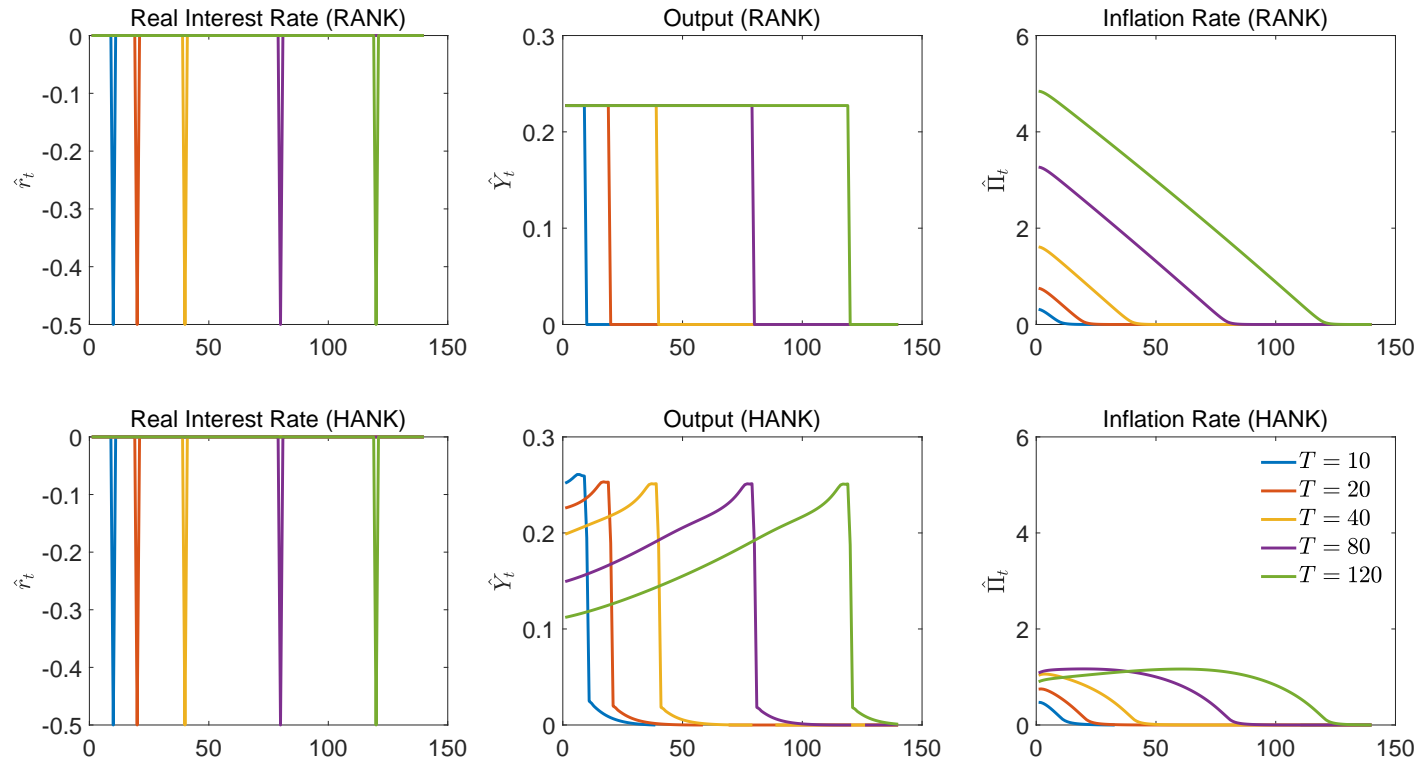 Real Interest Rate (RANK)
0
-0.1
-0.2
-0.3
-0.4
-0.5
r̂_t
0 50 100 150
Output (RANK)
0.3
0.2
0.1
0
Ŷ_t
0 50 100 150
Inflation Rate (RANK)
6
4
2
0
Π̂_t
0 50 100 150
Real Interest Rate (HANK)
0
-0.1
-0.2
-0.3
-0.4
-0.5
r̂_t
0 50 100 150
Output (HANK)
0.3
0.2
0.1
0
Ŷ_t
0 50 100 150
Inflation Rate (HANK)
6
4
2
0
Π̂_t
0 50 100 150
T = 10
T = 20
T = 40
T = 80
T = 120